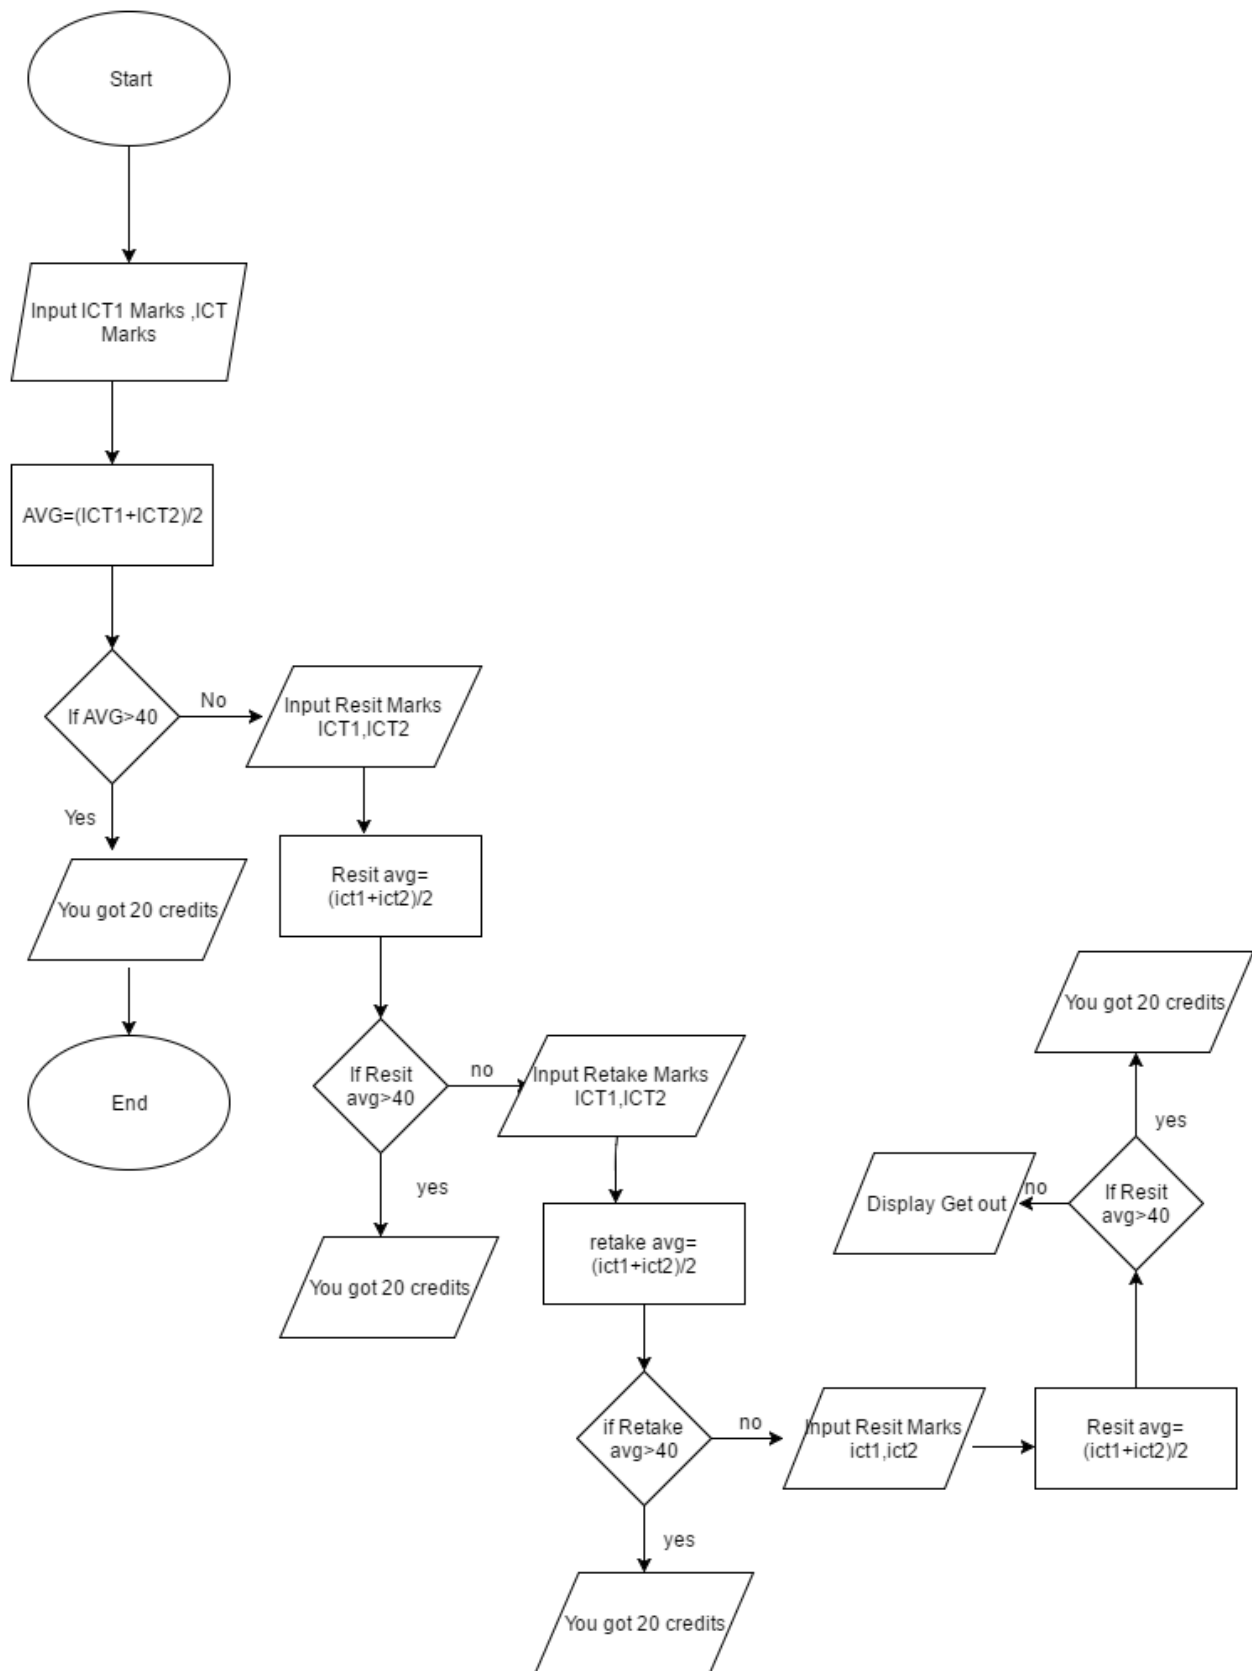 Start
Input ICT1 Marks ,ICT
Marks
AVG=(ICT1+ICT2)/2
If AVG>40
No
Input Resit Marks
ICT1,ICT2
Yes
Resit avg=
(ict1+ict2)/2
You got 20 credits
End
If Resit
avg>40
no
Input Retake Marks
ICT1,ICT2
yes
You got 20 credits
retake avg=
(ict1+ict2)/2
if Retake
avg>40
no
Input Resit Marks
ict1,ict2
Resit avg=
(ict1+ict2)/2
yes
You got 20 credits
If Resit
avg>40
no
Display Get out
yes
You got 20 credits